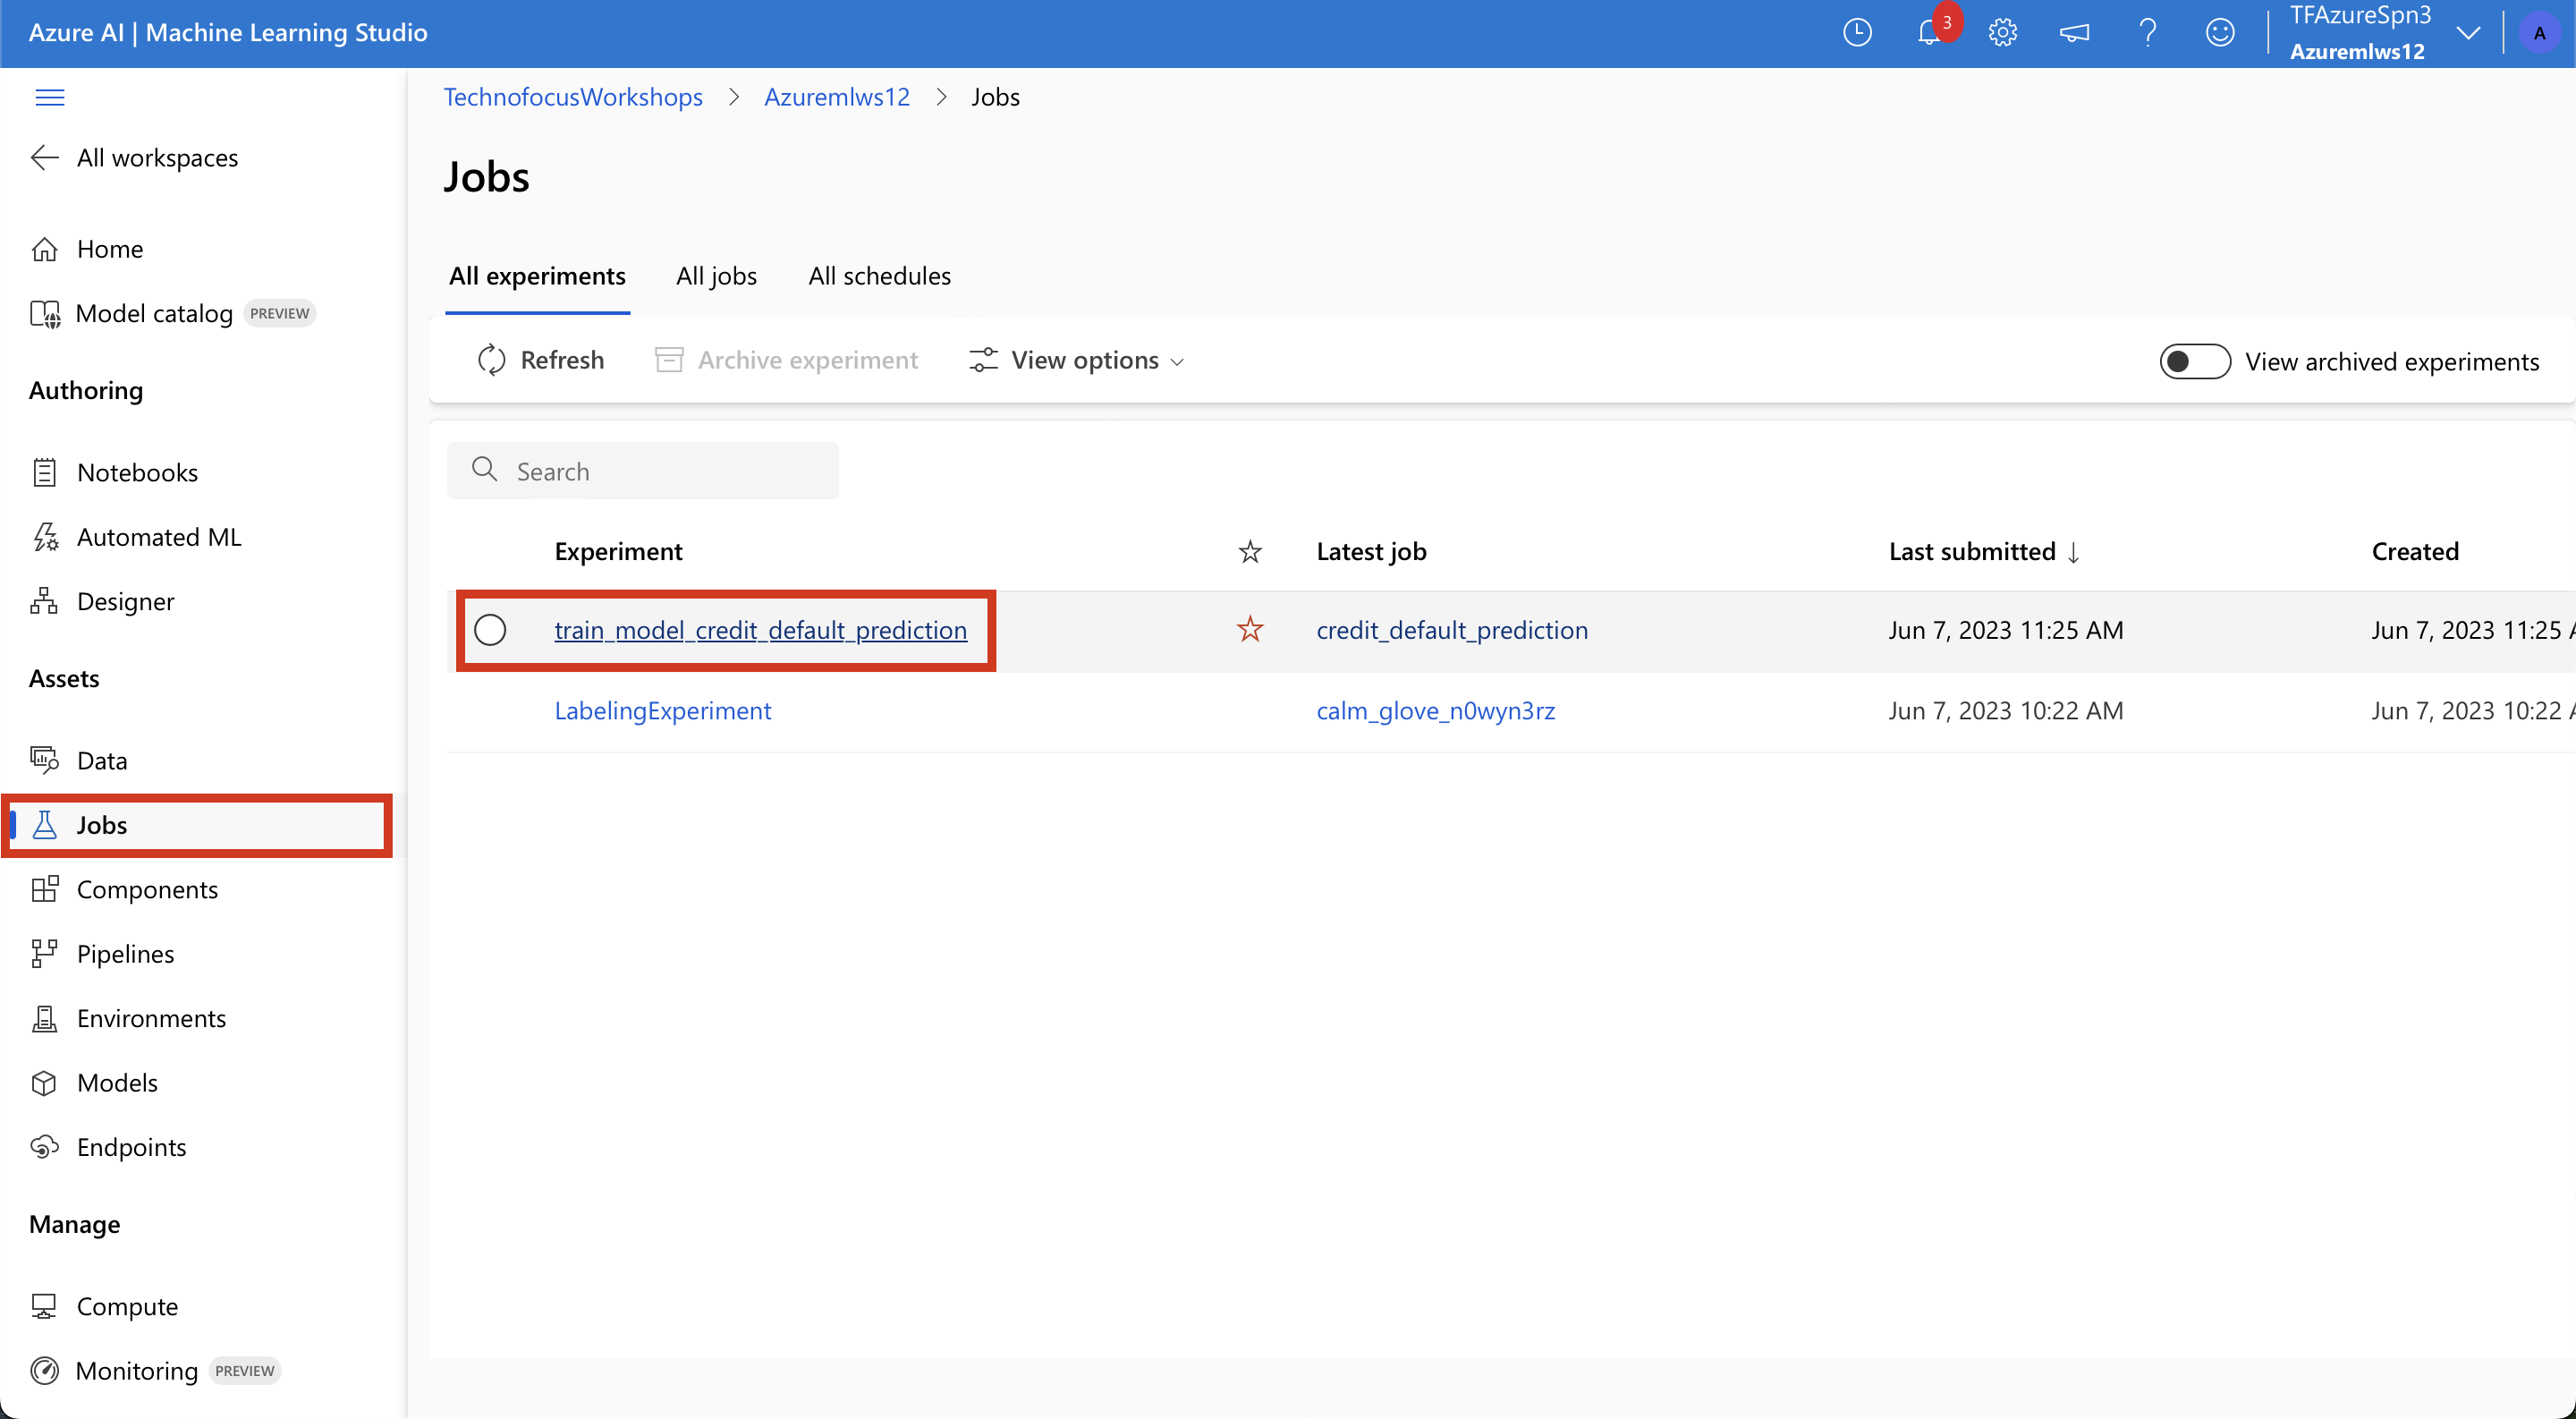 Azure AI | Machine Learning Studio
3
TFAzureSpn3
Azuremlws12
A
All workspaces
Home
Model catalog PREVIEW
Authoring
Notebooks
Automated ML
Designer
Assets
Data
Jobs
Components
Pipelines
Environments
Models
Endpoints
Manage
Compute
Monitoring PREVIEW
TechnofocusWorkshops > Azuremlws12 > Jobs
Jobs
All experiments All jobs All schedules
Refresh Archive experiment View options View archived experiments
Search
Experiment Latest job Last submitted ↓ Created
train_model_credit_default_prediction credit_default_prediction Jun 7, 2023 11:25 AM Jun 7, 2023 11:25 A
LabelingExperiment calm_glove_n0wyn3rz Jun 7, 2023 10:22 AM Jun 7, 2023 10:22 A